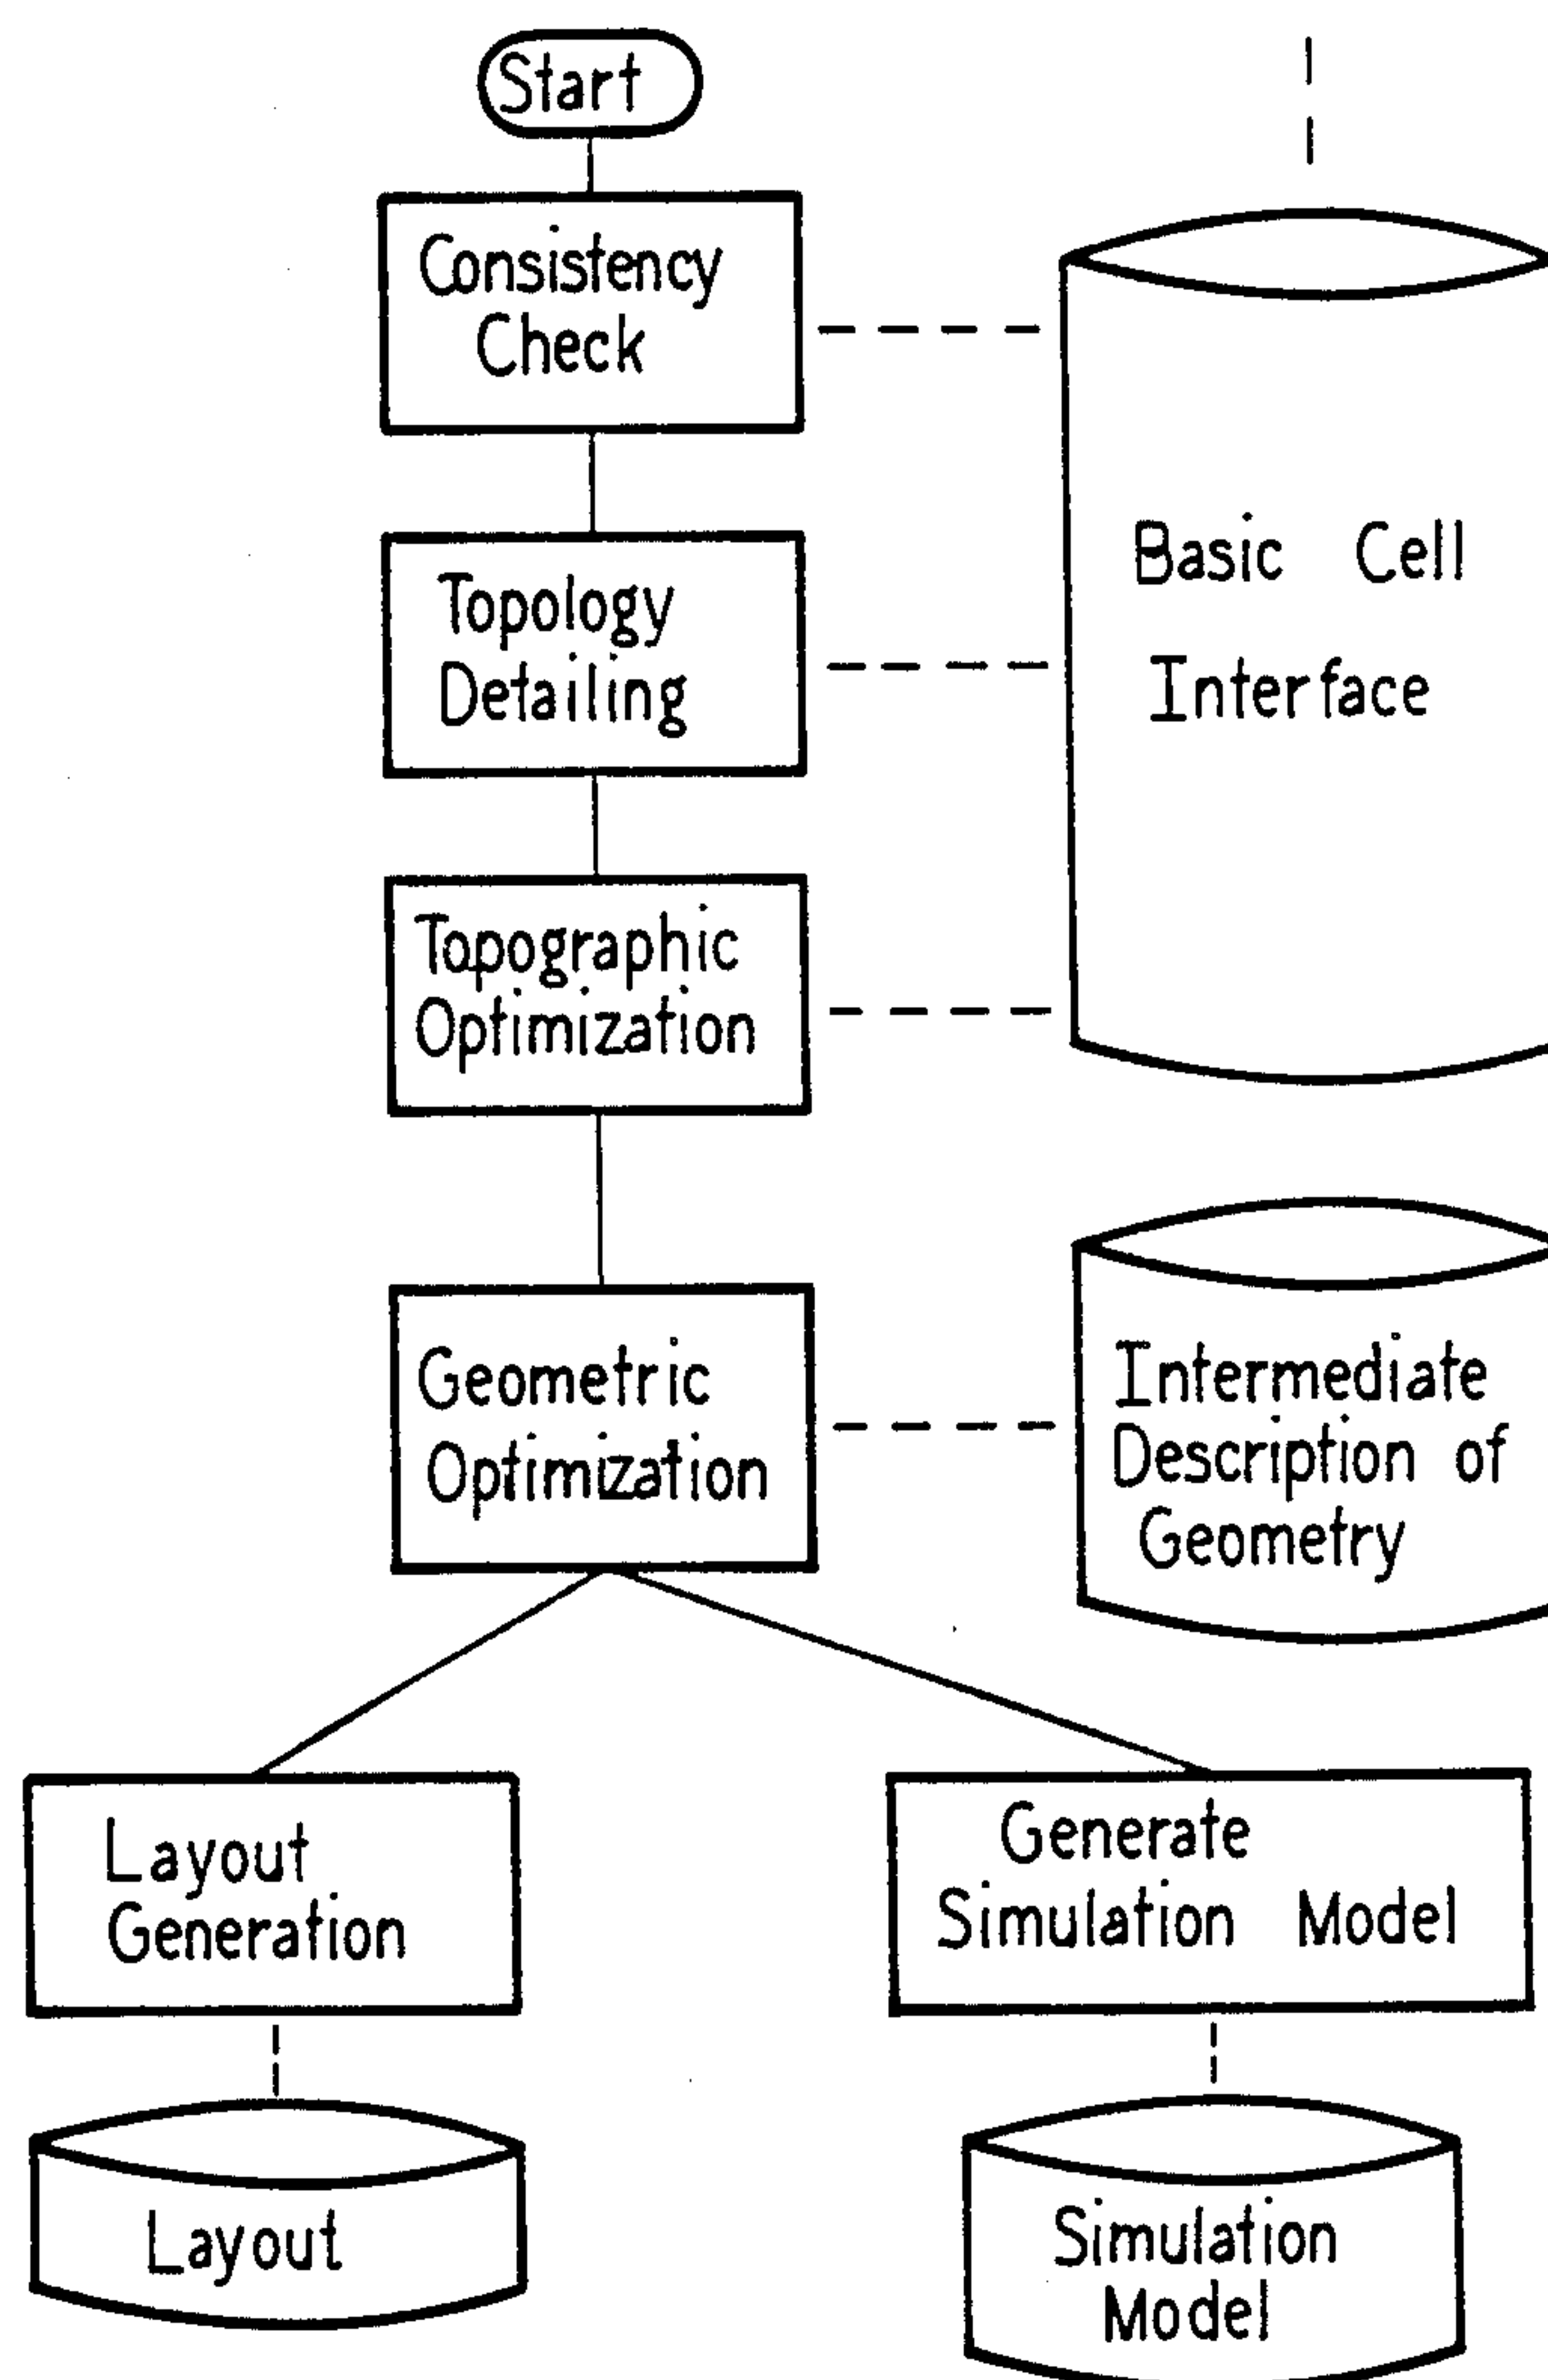 Start
Consistency
Check
Basic Cell
Interface
Topology
Detailing
Topographic
Optimization
Geometric
Optimization
Intermediate
Description of
Geometry
Layout
Generation
Generate
Simulation Model
Layout
Simulation
Model